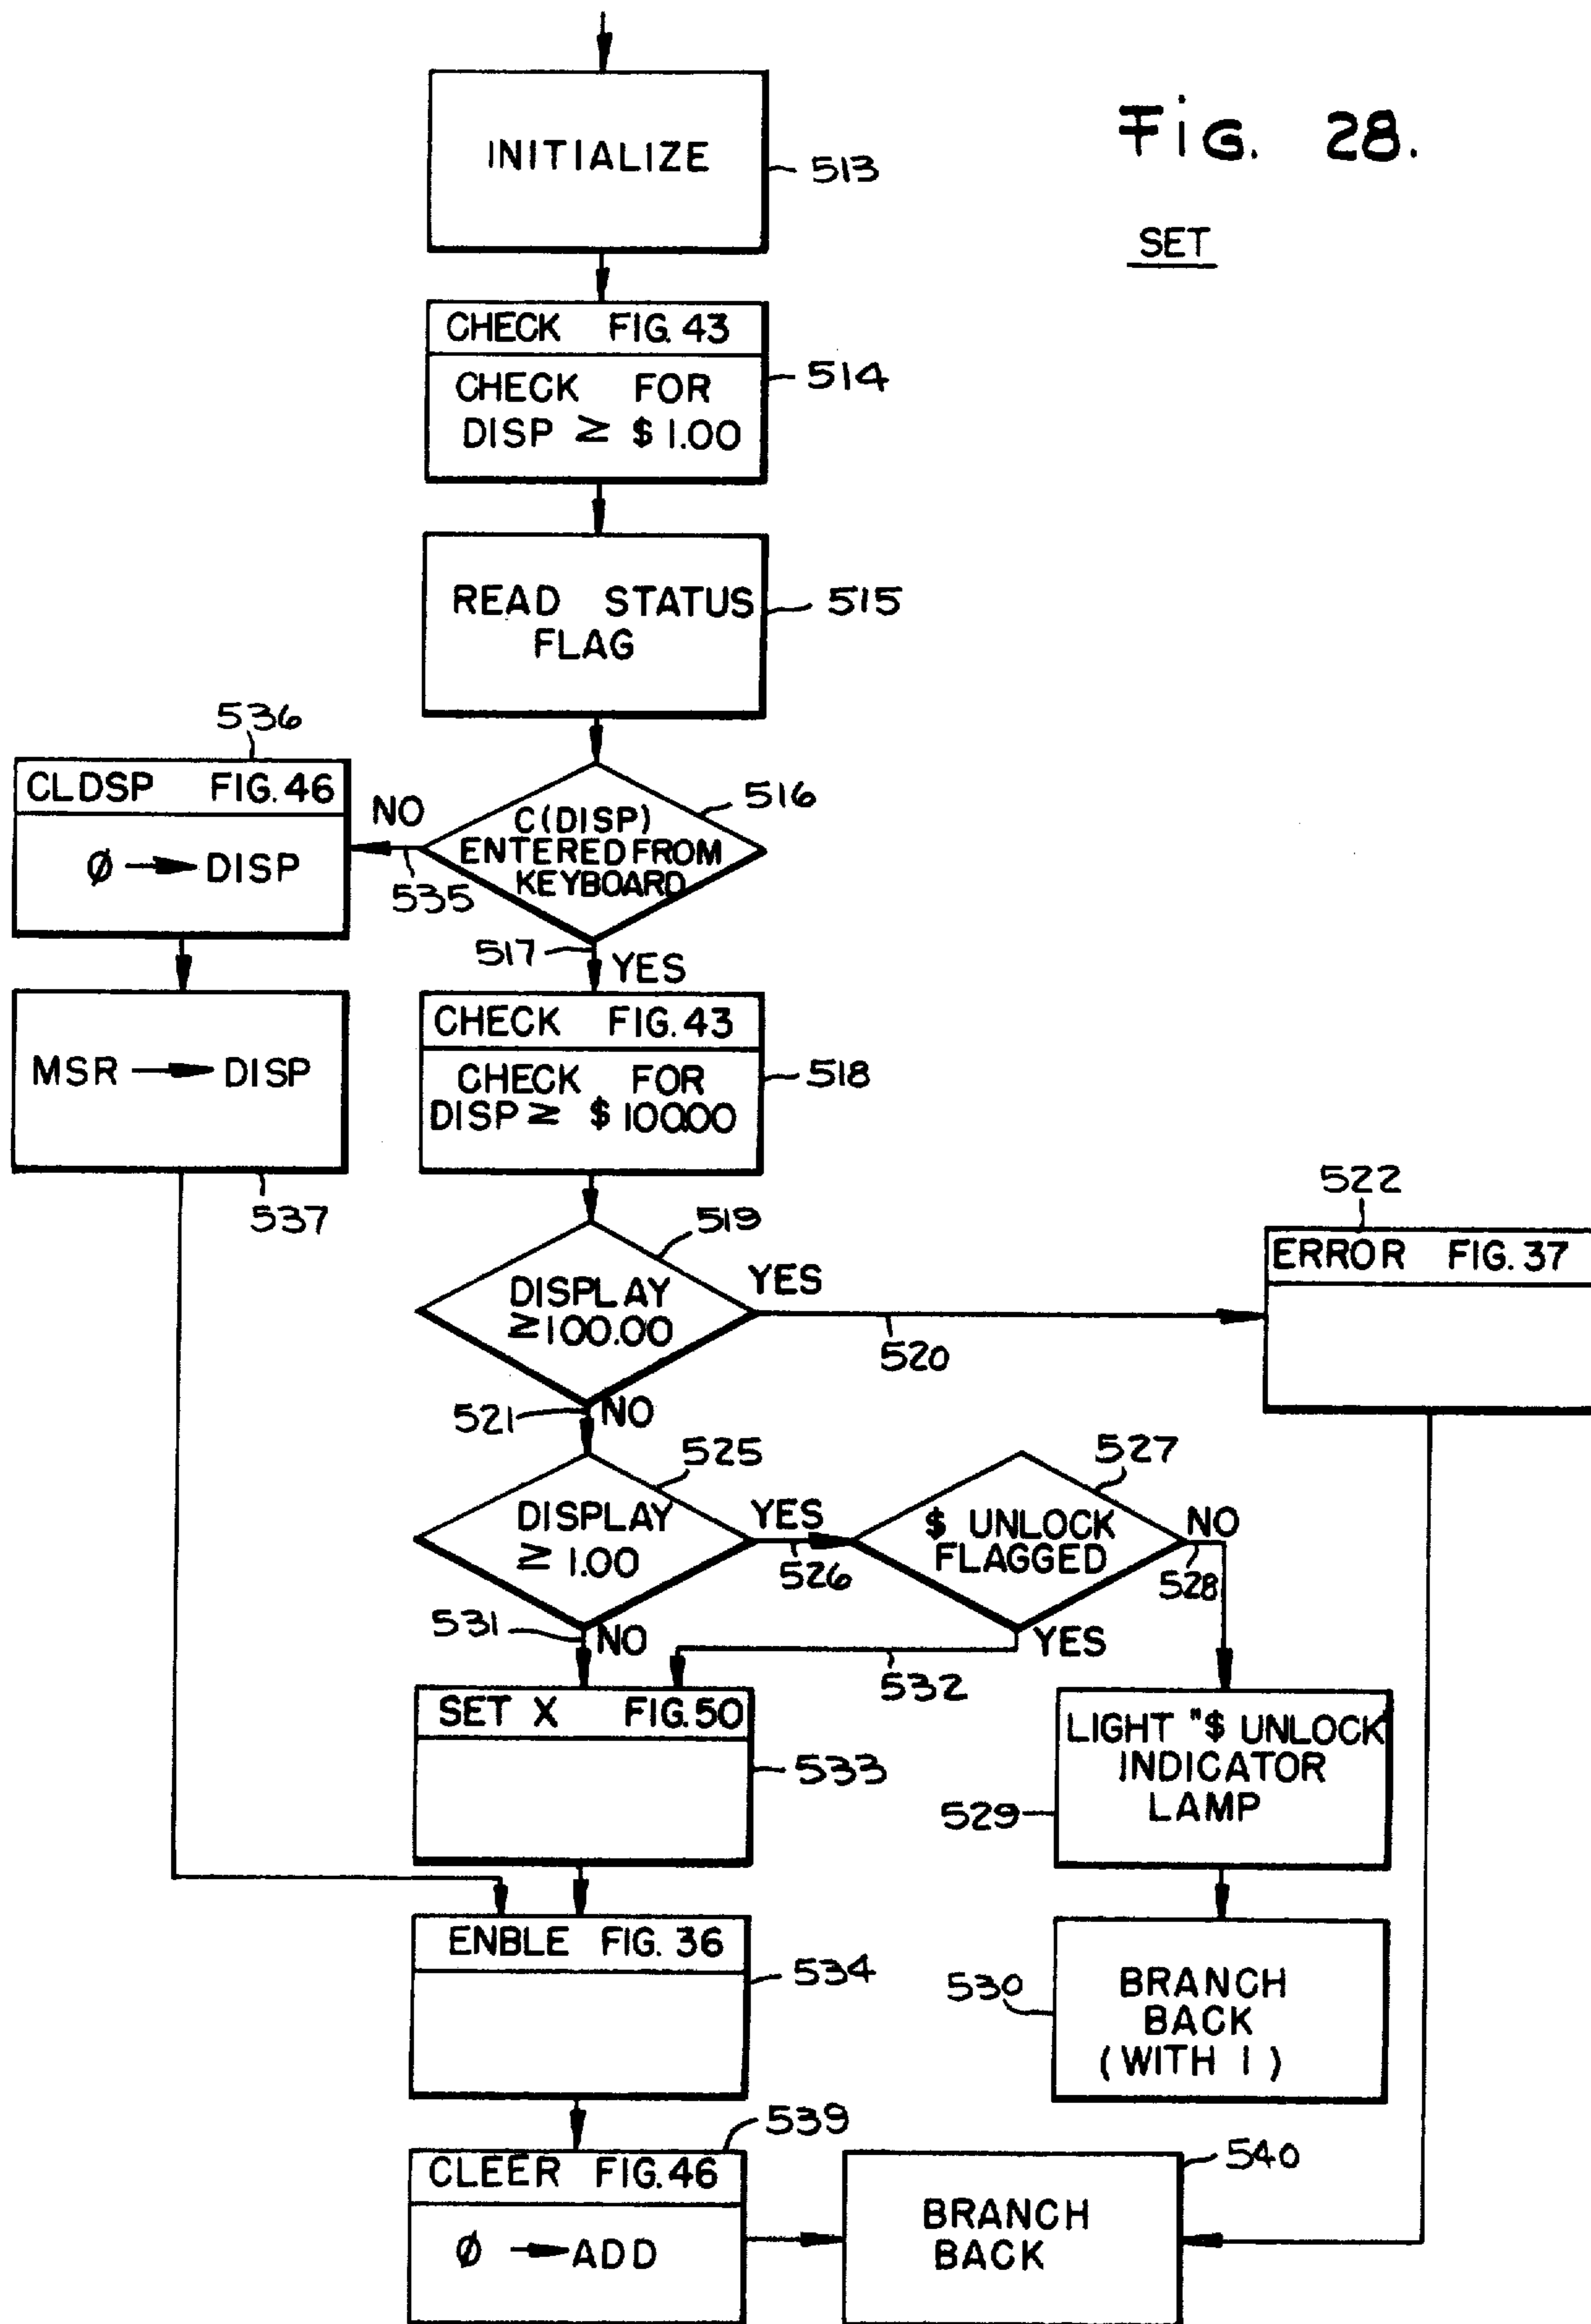 Fig. 28.
SET
INITIALIZE
513
CHECK FIG. 43
CHECK FOR
DISP ≥ $ 1.00
514
READ STATUS
FLAG
515
536
CLDSP FIG. 46
∅ → DISP
NO
535
C(DISP)
ENTERED FROM
KEYBOARD
516
517
YES
MSR → DISP
537
CHECK FIG. 43
CHECK FOR
DISP ≥ $ 100.00
518
519
DISPLAY
≥100.00
YES
520
522
ERROR FIG. 37
521
NO
525
DISPLAY
≥ 1.00
YES
526
527
$ UNLOCK
FLAGGED
NO
528
531
NO
YES
532
SET X FIG. 50
533
LIGHT "$ UNLOCK
INDICATOR
LAMP
529
ENBLE FIG. 36
534
530
BRANCH
BACK
(WITH 1)
539
CLEER FIG. 46
∅ → ADD
540
BRANCH
BACK